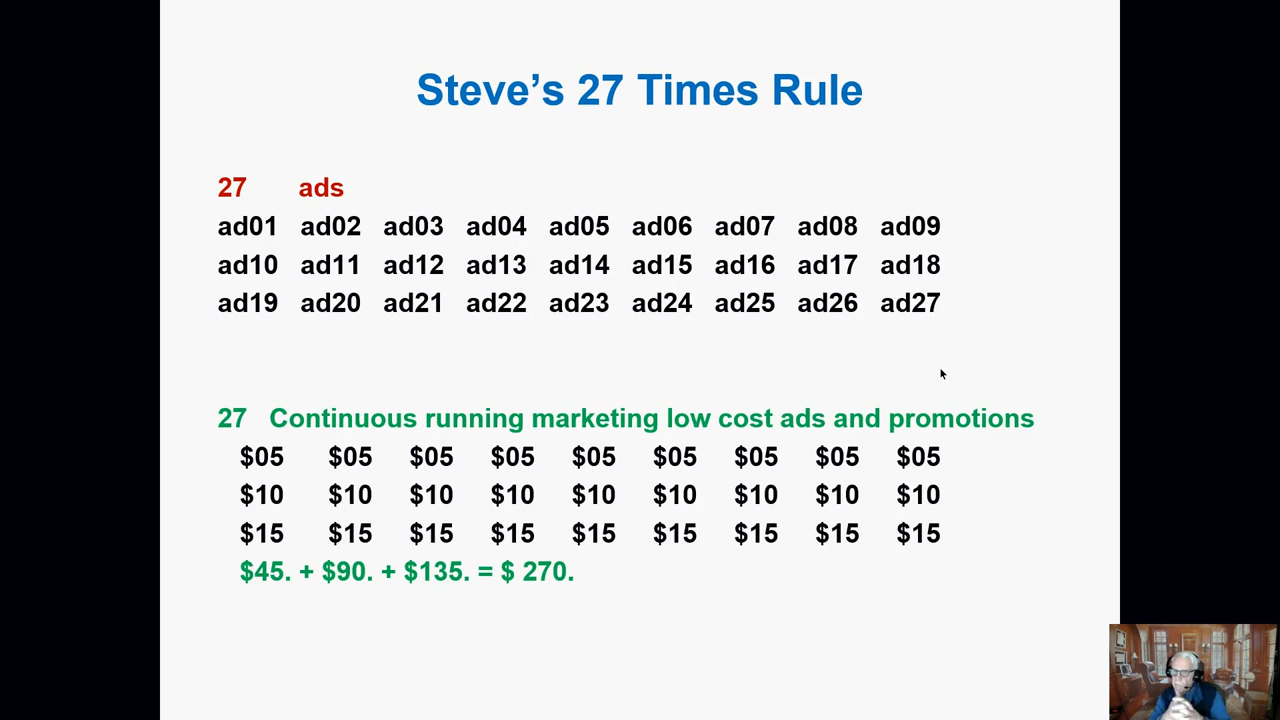 Steve’s 27 Times Rule
27 ads
ad01 ad02 ad03 ad04 ad05 ad06 ad07 ad08 ad09
ad10 ad11 ad12 ad13 ad14 ad15 ad16 ad17 ad18
ad19 ad20 ad21 ad22 ad23 ad24 ad25 ad26 ad27
27 Continuous running marketing low cost ads and promotions
$05 $05 $05 $05 $05 $05 $05 $05 $05
$10 $10 $10 $10 $10 $10 $10 $10 $10
$15 $15 $15 $15 $15 $15 $15 $15 $15
$45. + $90. + $135. = $ 270.